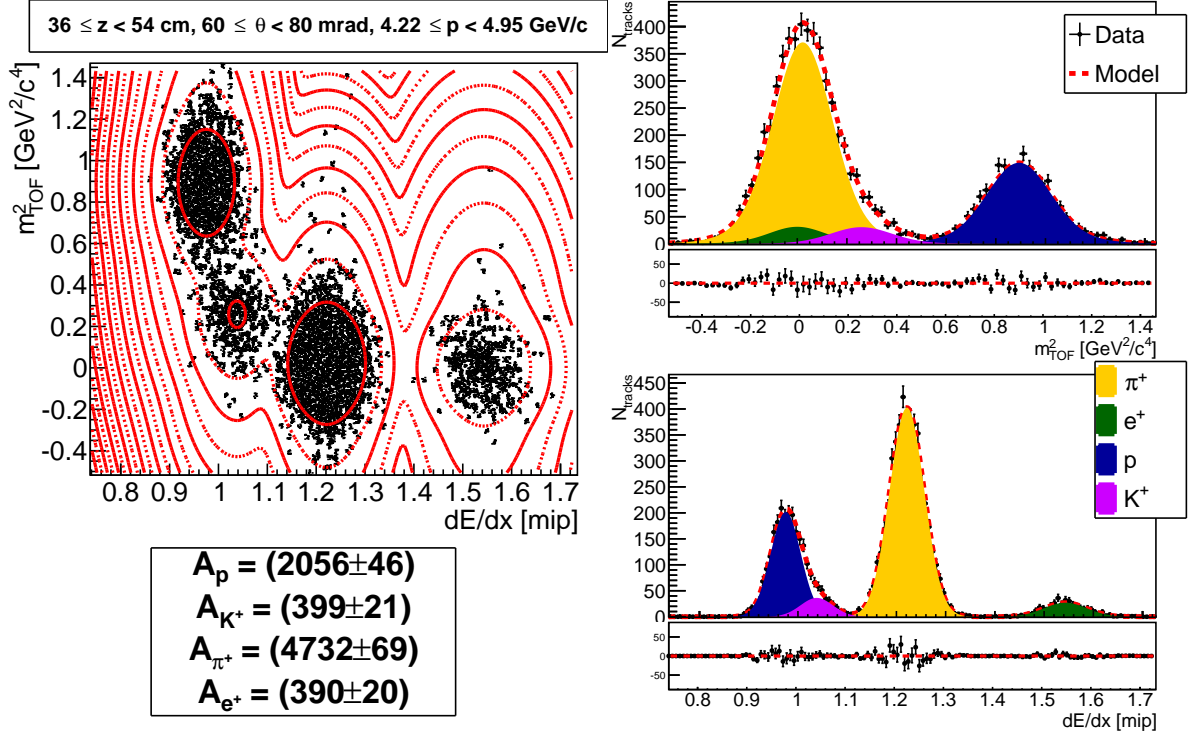 36 ≤ z < 54 cm, 60 ≤ θ < 80 mrad, 4.22 ≤ p < 4.95 GeV/c
m²TOF [GeV²/c⁴]
1.4
1.2
1
0.8
0.6
0.4
0.2
0
-0.2
-0.4
0.8 0.9 1 1.1 1.2 1.3 1.4 1.5 1.6 1.7
dE/dx [mip]
Aₚ = (2056±46)
A_K⁺ = (399±21)
A_π⁺ = (4732±69)
A_e⁺ = (390±20)
N_tracks
400
350
300
250
200
150
100
50
0
Data
Model
50
0
-50
-0.4 -0.2 0 0.2 0.4 0.6 0.8 1 1.2 1.4
m²TOF [GeV²/c⁴]
N_tracks
450
400
350
300
250
200
150
100
50
0
π⁺
e⁺
p
K⁺
50
0
-50
0.8 0.9 1 1.1 1.2 1.3 1.4 1.5 1.6 1.7
dE/dx [mip]